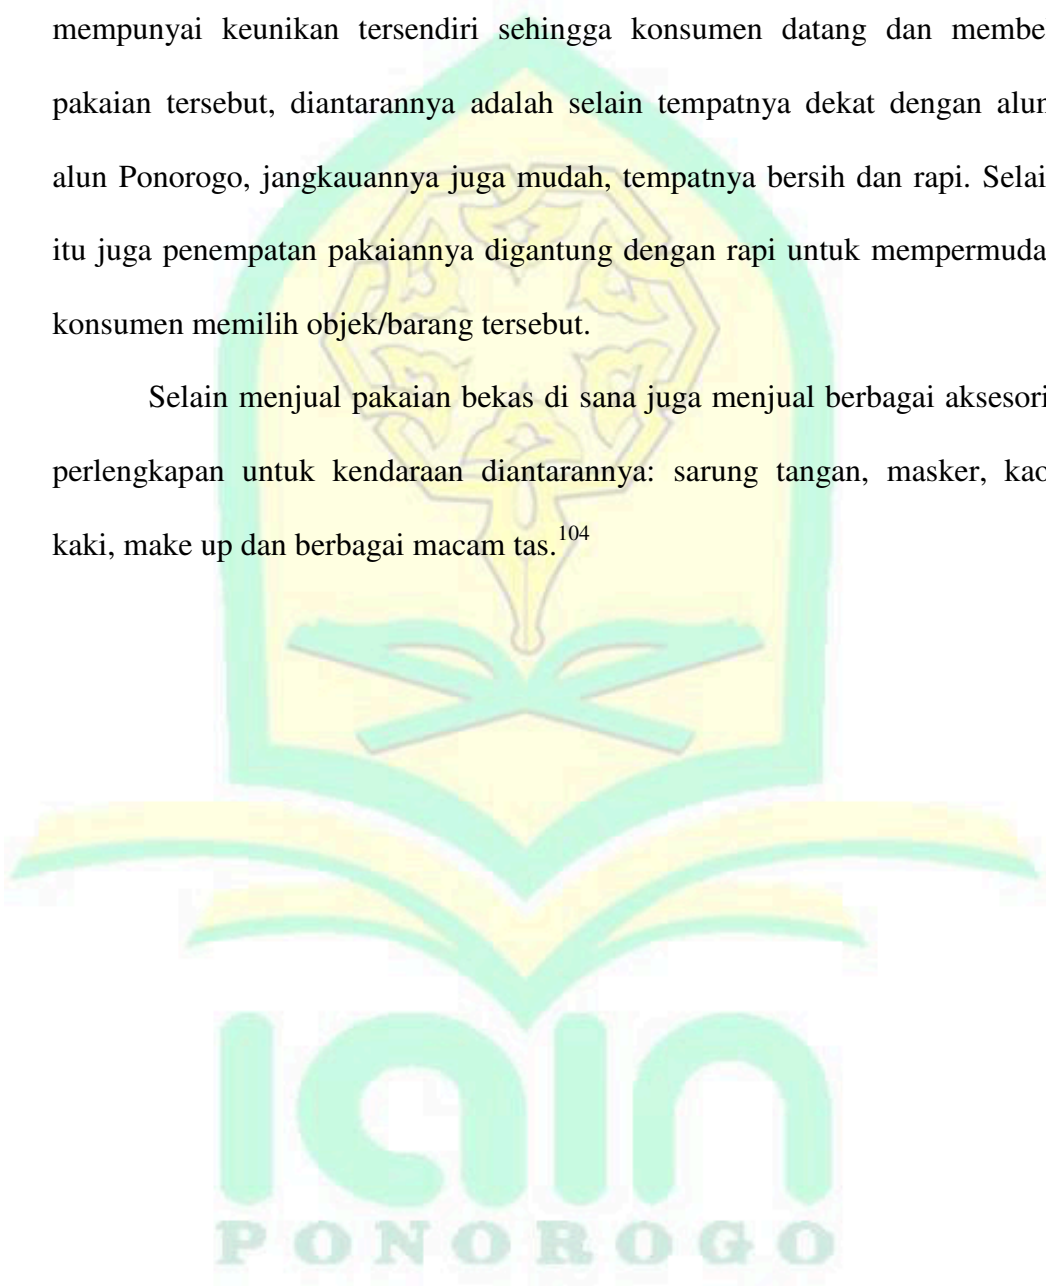 mempunyai keunikan tersendiri sehingga konsumen datang dan membe
pakaian tersebut, diantarannya adalah selain tempatnya dekat dengan alun
alun Ponorogo, jangkauannya juga mudah, tempatnya bersih dan rapi. Selai
itu juga penempatan pakaiannya digantung dengan rapi untuk mempermuda
konsumen memilih objek/barang tersebut.
Selain menjual pakaian bekas di sana juga menjual berbagai aksesori
perlengkapan untuk kendaraan diantarannya: sarung tangan, masker, kao
kaki, make up dan berbagai macam tas.104
iain
PONOROGO